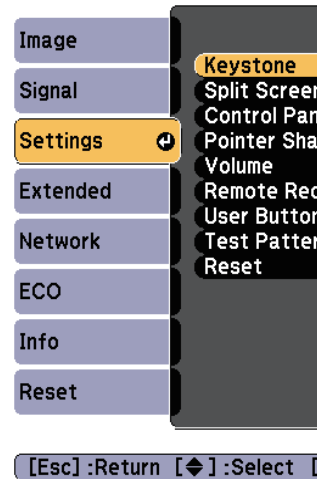 Image
Signal
Settings
Extended
Network
ECO
Info
Reset
Keystone
Split Screen
Control Pan
Pointer Sha
Volume
Remote Rec
User Button
Test Patter
Reset
[Esc] :Return [◆] :Select [